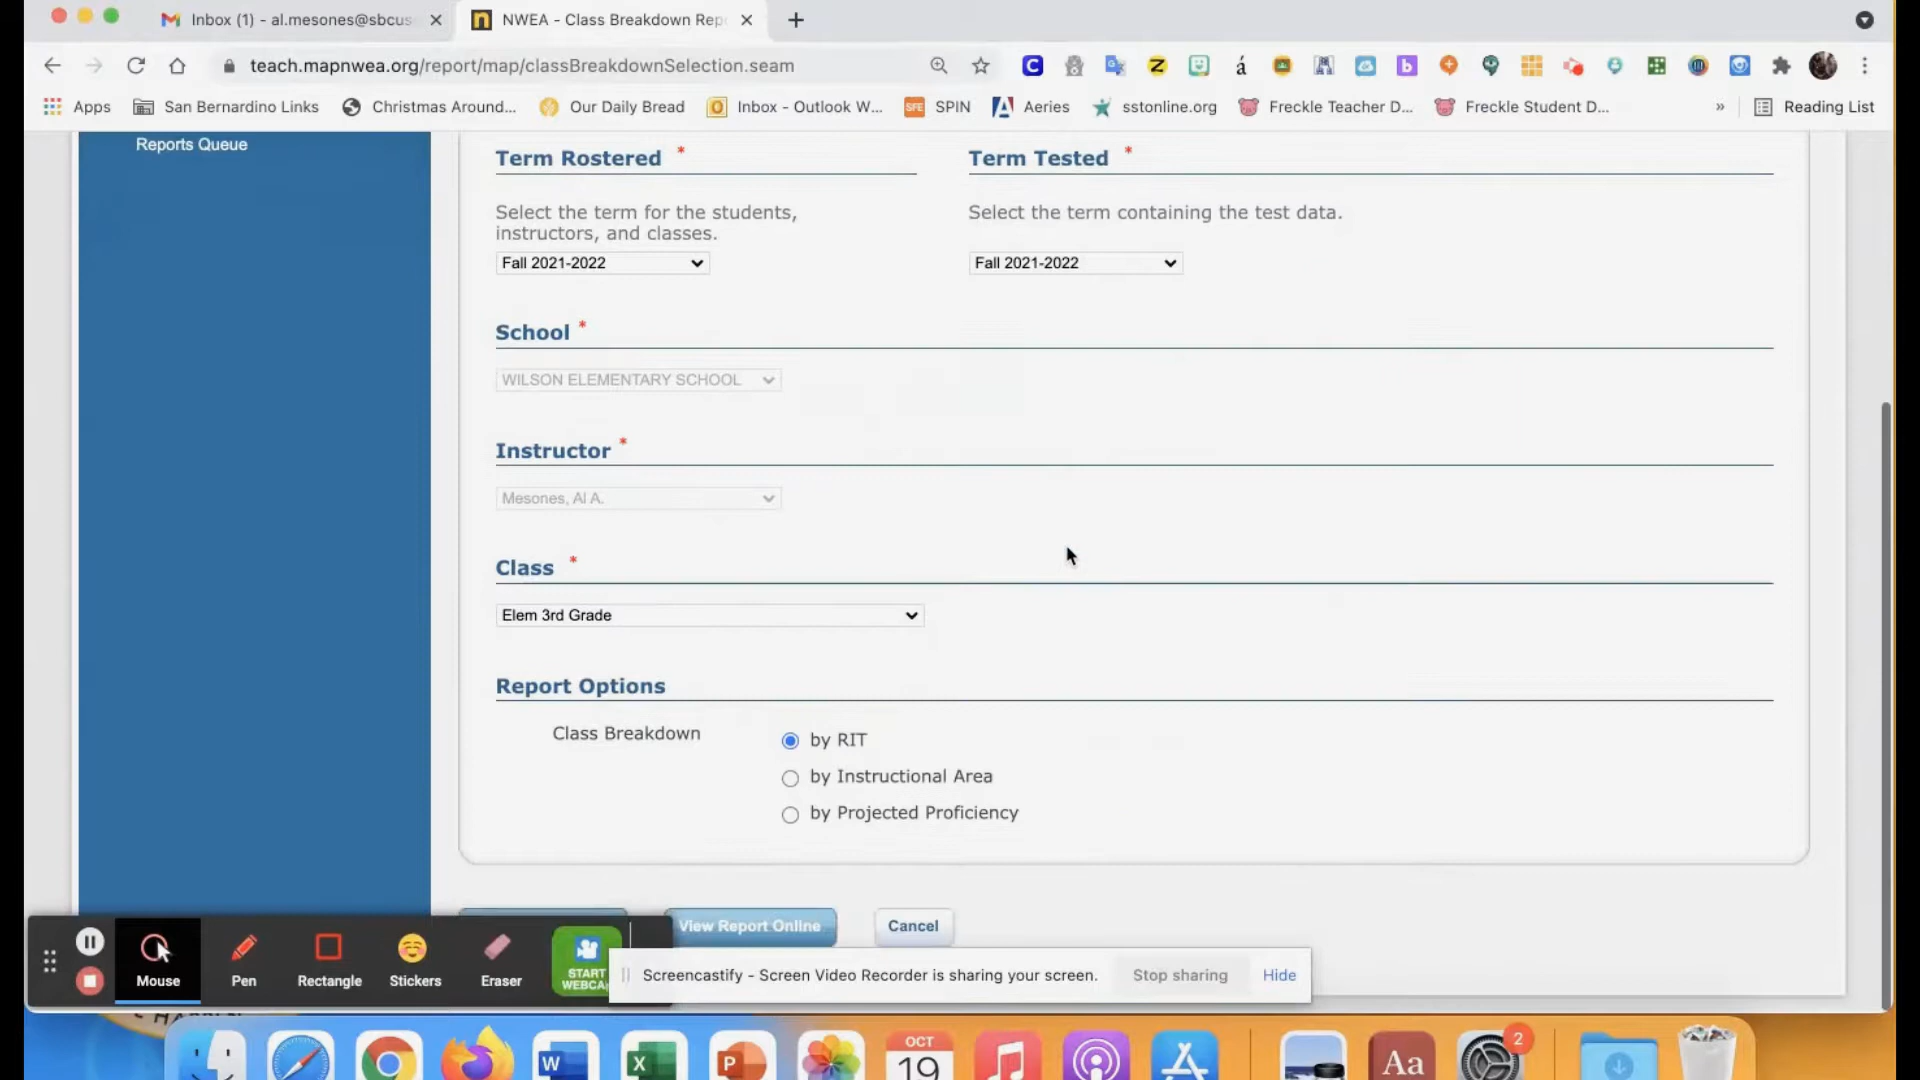 Inbox (1) - al.mesones@sbcus
NWEA - Class Breakdown Rep
teach.mapnwea.org/report/map/classBreakdownSelection.seam
Apps
San Bernardino Links
Christmas Around...
Our Daily Bread
Inbox - Outlook W...
SFE SPIN
Aeries
sstonline.org
Freckle Teacher D...
Freckle Student D...
»
Reading List
Reports Queue
Term Rostered *
Term Tested *
Select the term for the students,
instructors, and classes.
Select the term containing the test data.
Fall 2021-2022
Fall 2021-2022
School *
WILSON ELEMENTARY SCHOOL
Instructor *
Mesones, Al A.
Class *
Elem 3rd Grade
Report Options
Class Breakdown
by RIT
by Instructional Area
by Projected Proficiency
View Report Online
Cancel
Mouse
Pen
Rectangle
Stickers
Eraser
START
WEBCA
Screencastify - Screen Video Recorder is sharing your screen.
Stop sharing
Hide
W
X
P
OCT
19
Aa
2